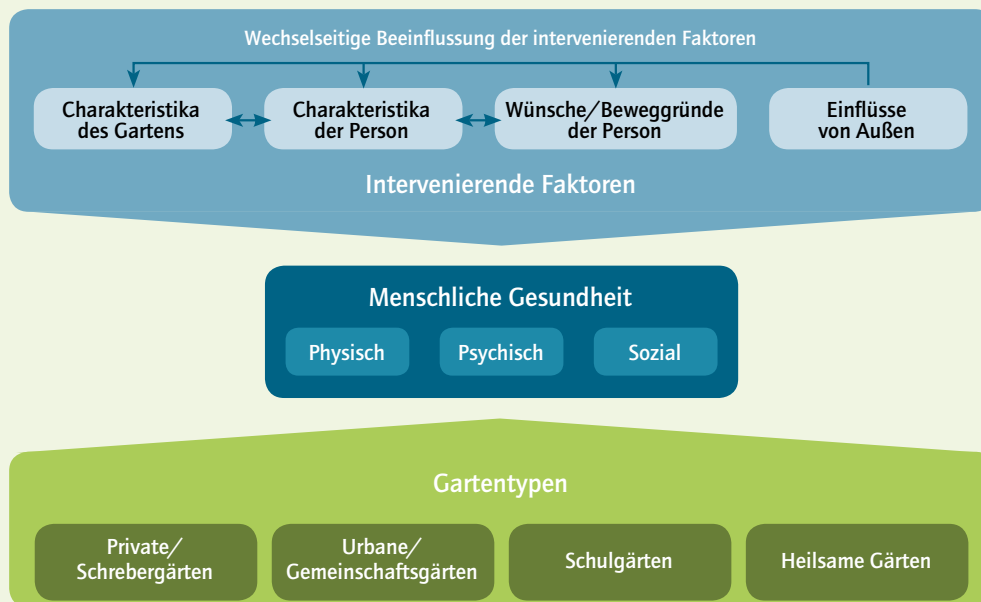 Wechselseitige Beeinflussung der intervenierenden Faktoren
Charakteristika
des Gartens
Charakteristika
der Person
Wünsche/Beweggründe
der Person
Einflüsse
von Außen
Intervenierende Faktoren
Menschliche Gesundheit
Physisch
Psychisch
Sozial
Gartentypen
Private/
Schrebergärten
Urbane/
Gemeinschaftsgärten
Schulgärten
Heilsame Gärten